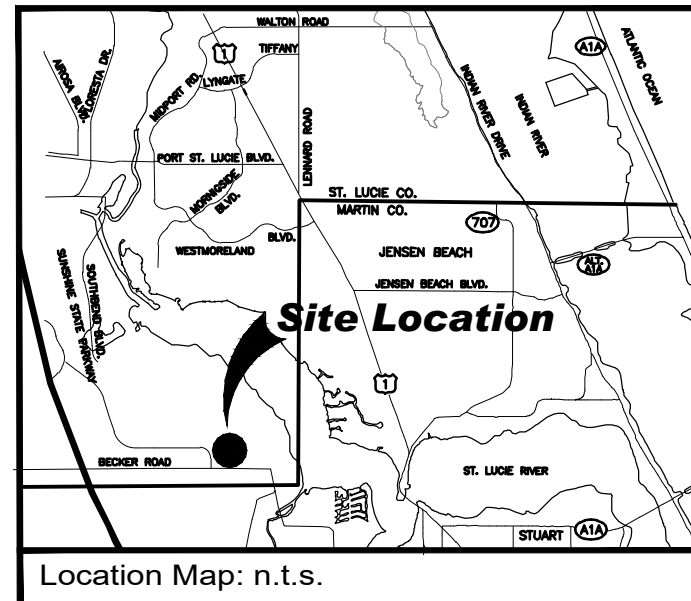 WALTON ROAD
1
TIFFANY
A1A
ATLANTIC OCEAN
AIROSA BLVD.
FLORESTA DR.
MIDPORT RD.
LYNGATE
LENNARD ROAD
INDIAN RIVER DRIVE
INDIAN RIVER
PORT ST. LUCIE BLVD.
MORNIGSIDE
BLVD.
ST. LUCIE CO.
MARTIN CO.
707
WESTMORELAND
BLVD.
JENSEN BEACH
ALT.
A1A
JENSEN BEACH BLVD.
SUNSHINE STATE PARKWAY
SOUTHBEND BLVD.
Site Location
1
BECKER ROAD
ST. LUCIE RIVER
STUART
A1A
Location Map: n.t.s.